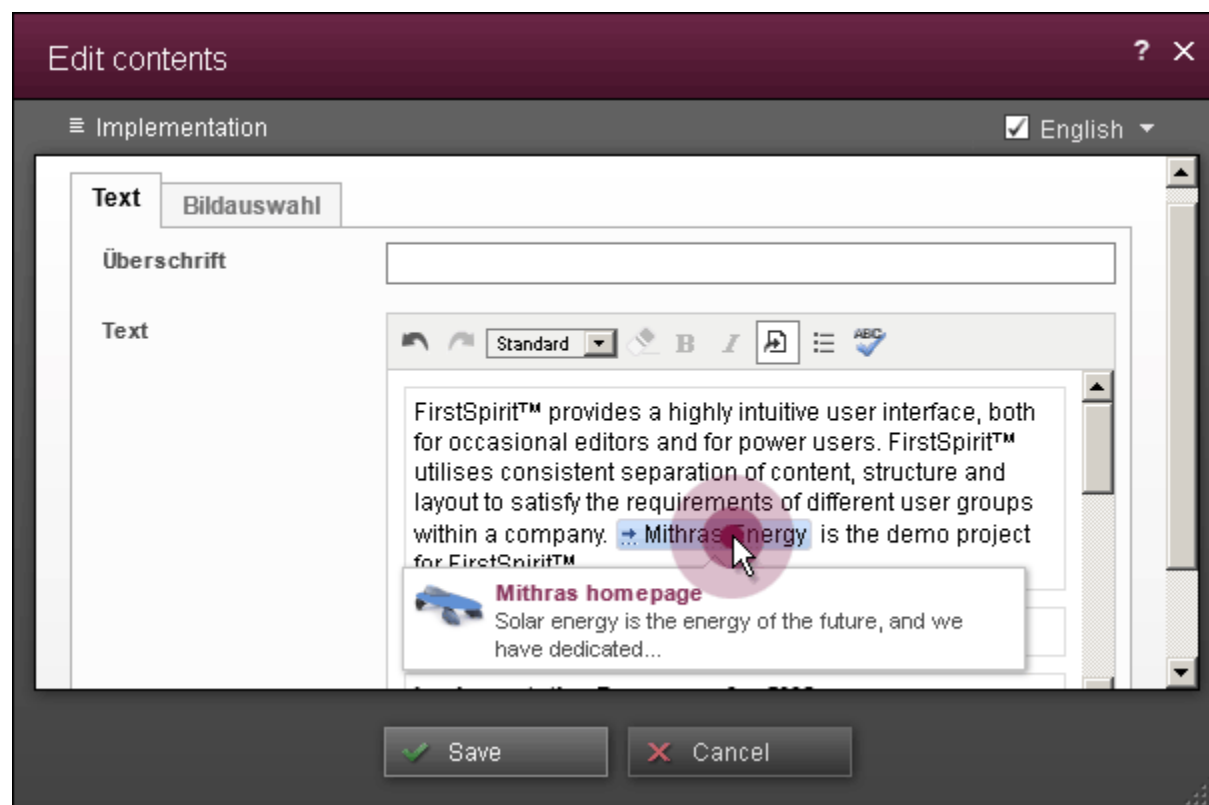 Edit contents
?
Implementation
English
Text
Bildauswahl
Überschrift
Text
Standard
B
I
ABC
FirstSpirit™ provides a highly intuitive user interface, both
for occasional editors and for power users. FirstSpirit™
utilises consistent separation of content, structure and
layout to satisfy the requirements of different user groups
within a company. Mithras Energy is the demo project
for FirstSpirit™
Mithras homepage
Solar energy is the energy of the future, and we
have dedicated...
Save
Cancel